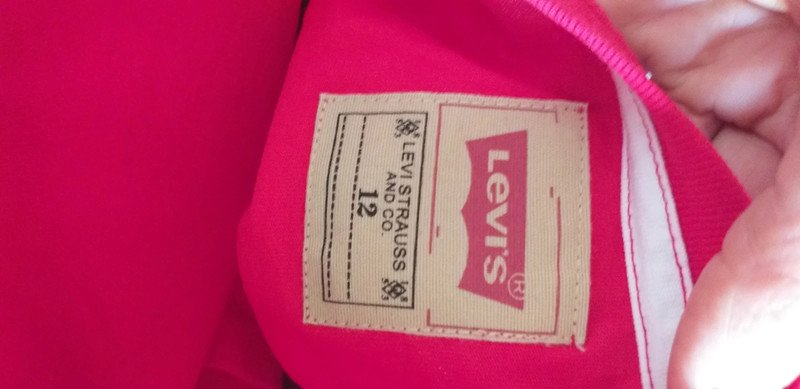 LEVI'S
®
LEVI STRAUSS
AND CO.
12